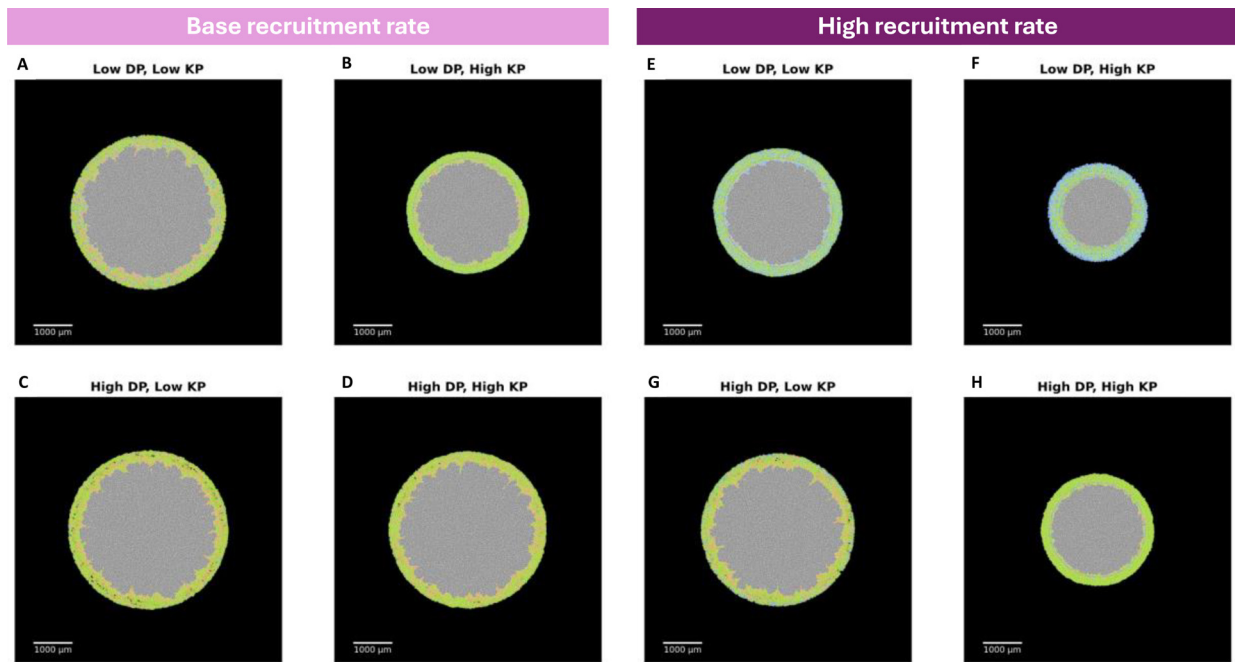 Base recruitment rate
High recruitment rate
A
Low DP, Low KP
1000 µm
B
Low DP, High KP
1000 µm
E
Low DP, Low KP
1000 µm
F
Low DP, High KP
1000 µm
C
High DP, Low KP
1000 µm
D
High DP, High KP
1000 µm
G
High DP, Low KP
1000 µm
H
High DP, High KP
1000 µm